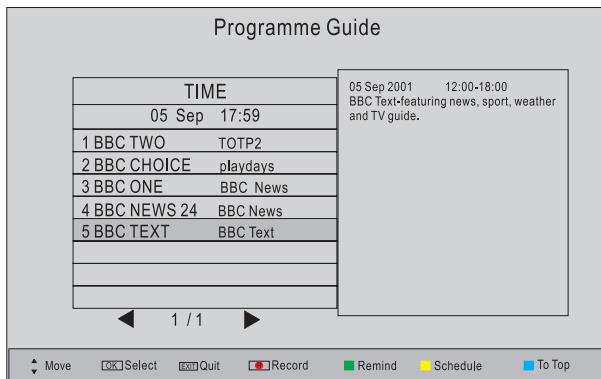 Programme Guide
TIME
05 Sep 17:59
1 BBC TWO TOTP2
2 BBC CHOICE playdays
3 BBC ONE BBC News
4 BBC NEWS 24 BBC News
5 BBC TEXT BBC Text
1 / 1
05 Sep 2001 12:00-18:00
BBC Text-featuring news, sport, weather
and TV guide.
Move OK Select EXIT Quit Record Remind Schedule To Top